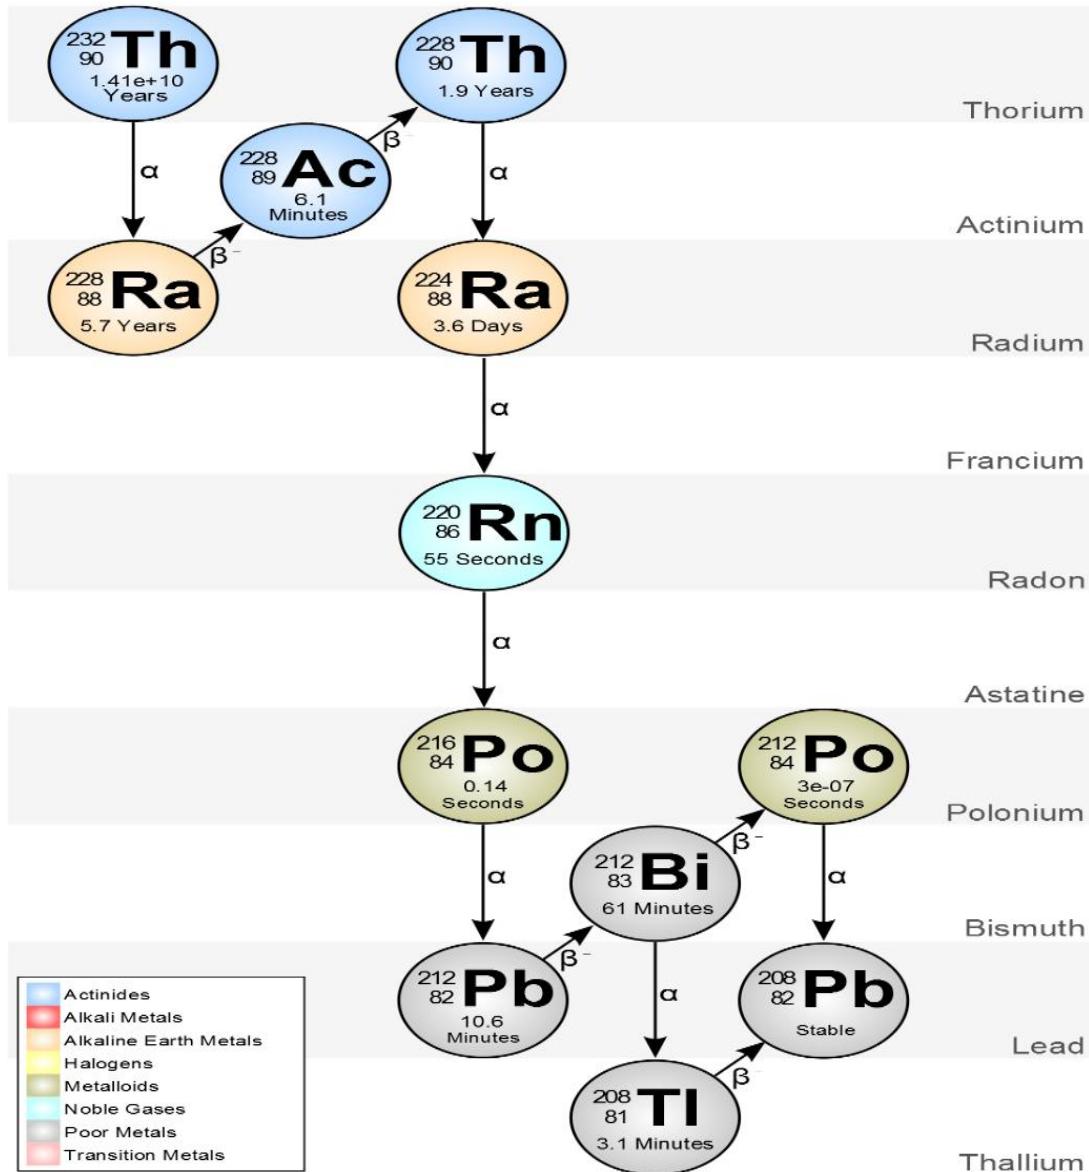 232
90
Th
1.41e+10
Years
228
90
Th
1.9 Years
Thorium
α
β⁻
α
228
89
Ac
6.1
Minutes
Actinium
β⁻
228
88
Ra
5.7 Years
224
88
Ra
3.6 Days
Radium
α
Francium
220
86
Rn
55 Seconds
Radon
α
Astatine
216
84
Po
0.14
Seconds
212
84
Po
3e-07
Seconds
Polonium
α
β⁻
α
212
83
Bi
61 Minutes
Bismuth
β⁻
212
82
Pb
10.6
Minutes
α
208
82
Pb
Stable
Lead
β⁻
208
81
Tl
3.1 Minutes
Thallium
Actinides
Alkali Metals
Alkaline Earth Metals
Halogens
Metalloids
Noble Gases
Poor Metals
Transition Metals